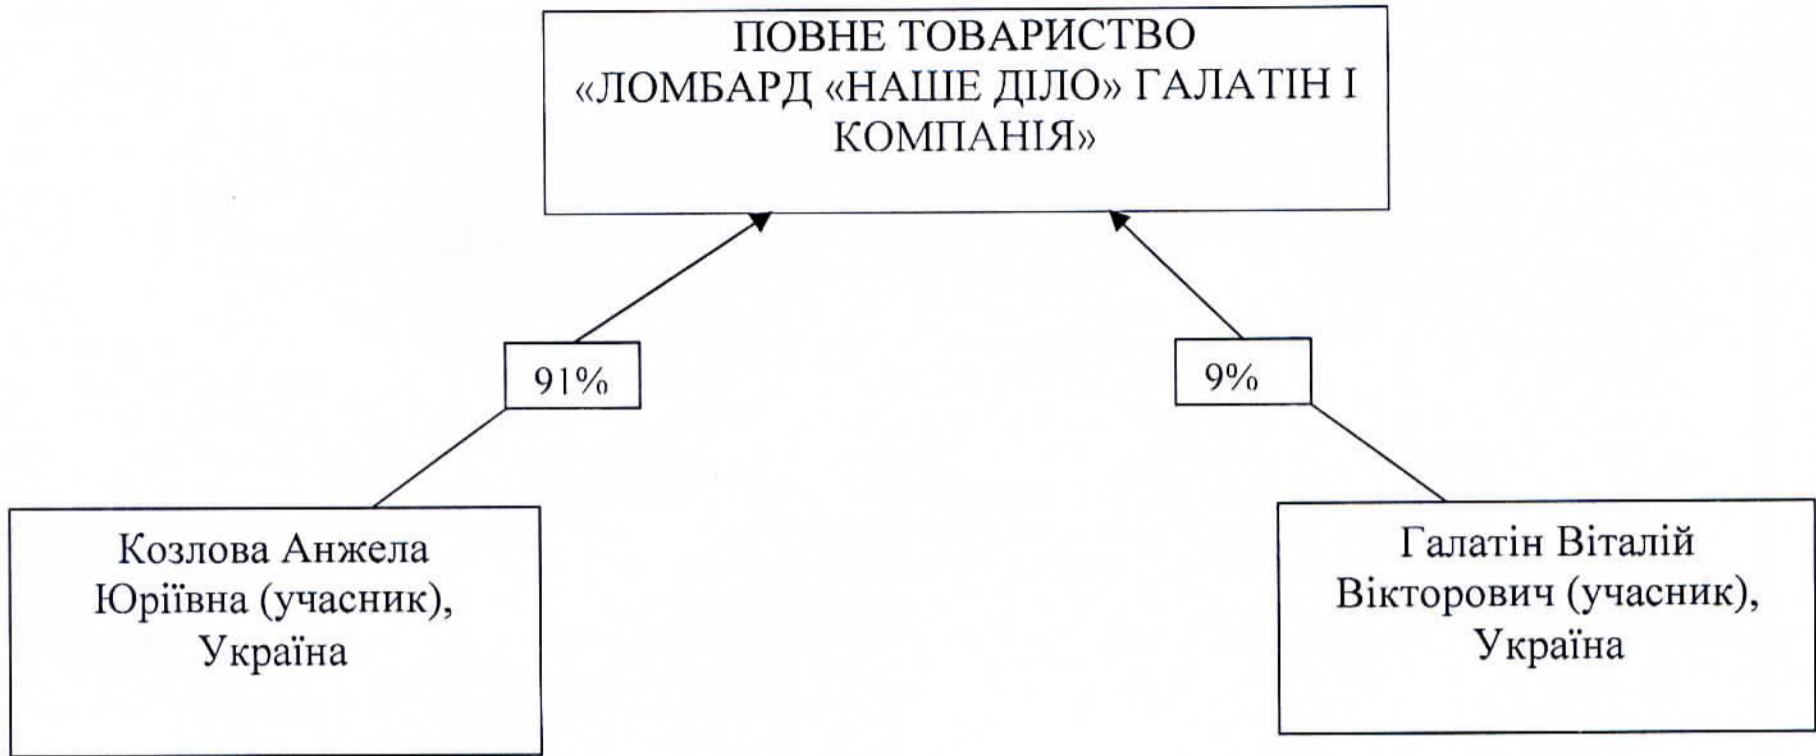 ПОВНЕ ТОВАРИСТВО
«ЛОМБАРД «НАШЕ ДІЛО» ГАЛАТІН І
КОМПАНІЯ»
91%
9%
Козлова Анжела
Юріївна (учасник),
Україна
Галатін Віталій
Вікторович (учасник),
Україна